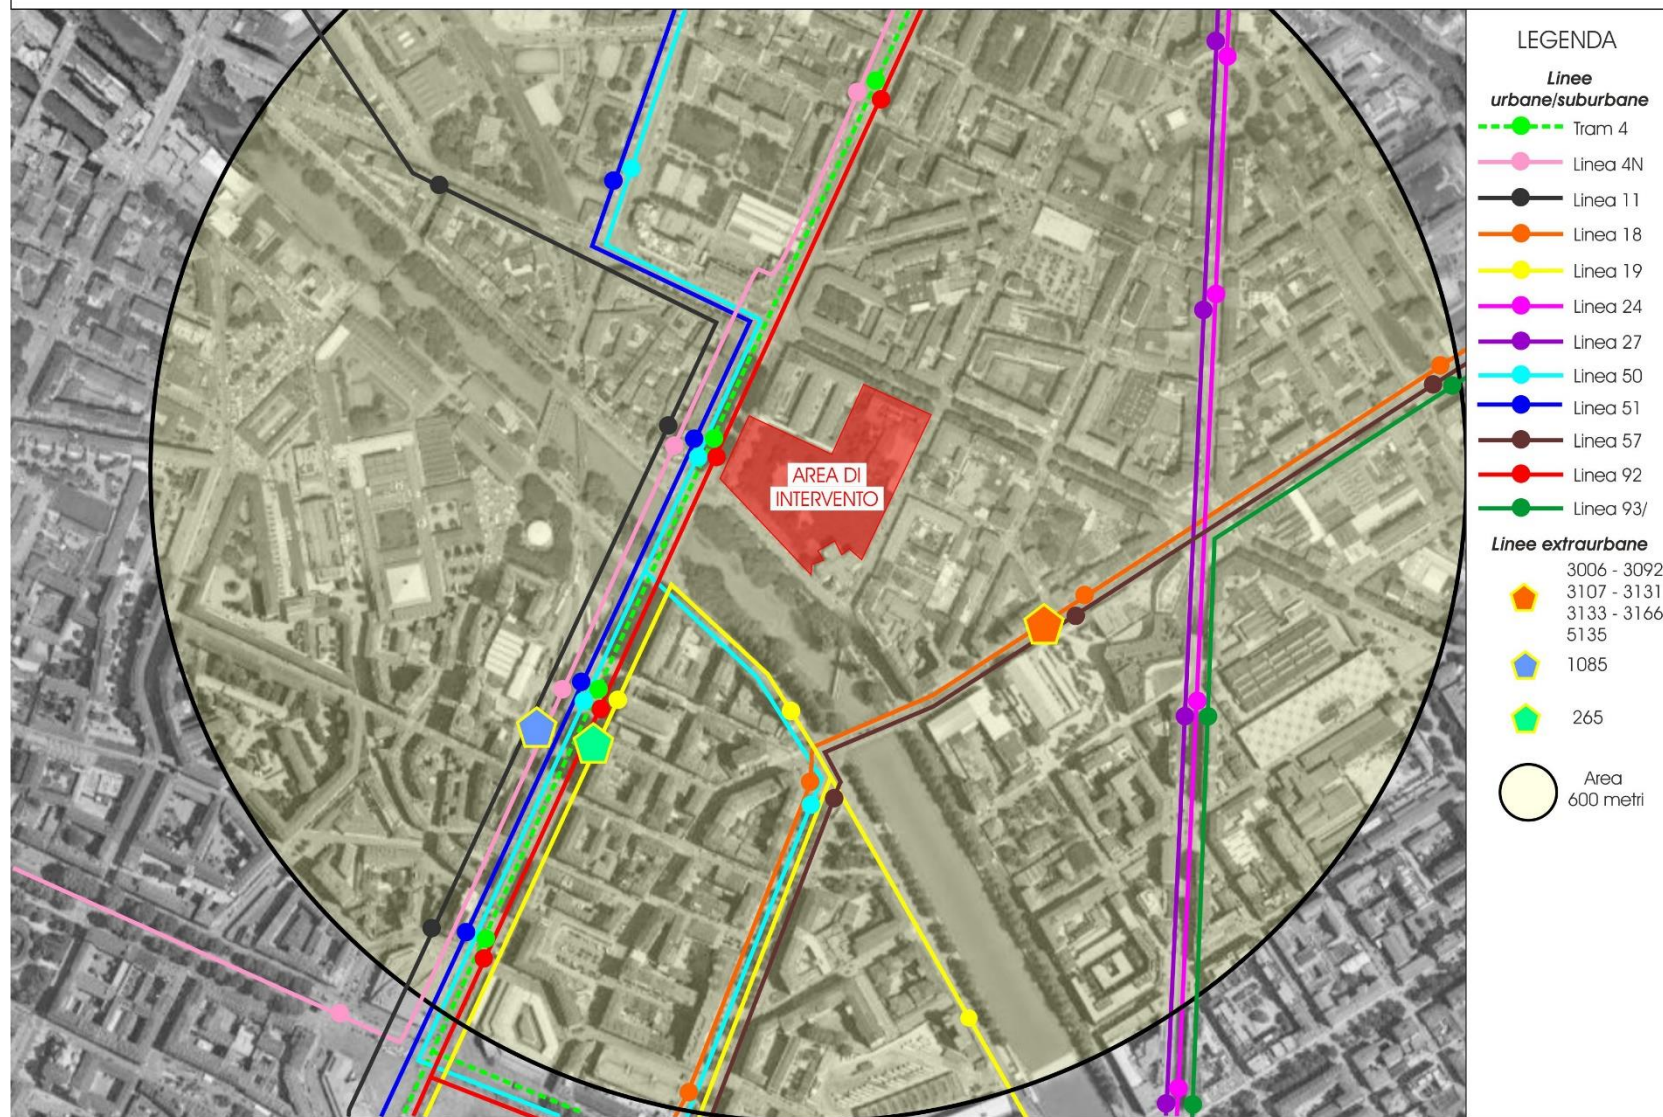 AREA DI
INTERVENTO
LEGENDA
Linee
urbane/suburbane
Tram 4
Linea 4N
Linea 11
Linea 18
Linea 19
Linea 24
Linea 27
Linea 50
Linea 51
Linea 57
Linea 92
Linea 93/
Linee extraurbane
3006 - 3092
3107 - 3131
3133 - 3166
5135
1085
265
Area
600 metri